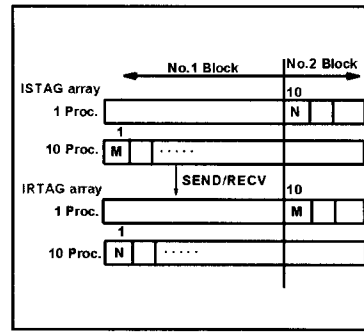 No.1 Block No.2 Block
ISTAG array 10
1 Proc. N
1
10 Proc. M .....
SEND/RECV
IRTAG array 10
1 Proc. M
1
10 Proc. N .....